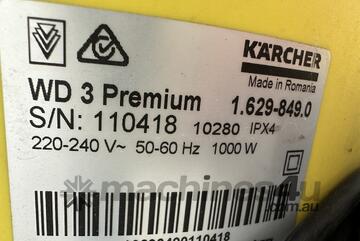 KÄRCHER
Made in Romania
WD 3 Premium 1.629-849.0
S/N: 110418 10280 IPX4
220-240 V~ 50-60 Hz 1000 W
machines4u
.com.au